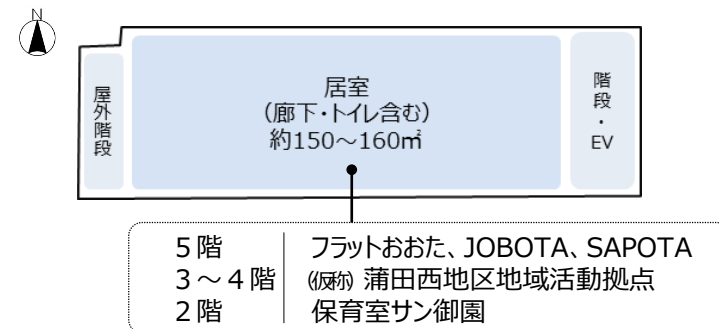 N
屋外階段
居室
（廊下・トイレ含む）
約150～160㎡
階段・EV
5階 フラットおおた、JOBOTA、SAPOTA
3～4階 ㈮ 蒲田西地区地域活動拠点
2階 保育室サン御園